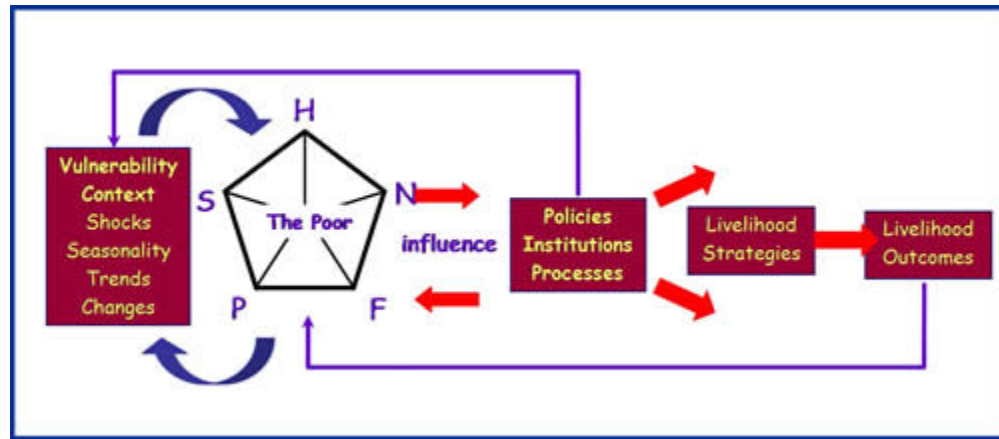 Vulnerability
Context
Shocks
Seasonality
Trends
Changes
H
S
N
The Poor
P
F
influence
Policies
Institutions
Processes
Livelihood
Strategies
Livelihood
Outcomes